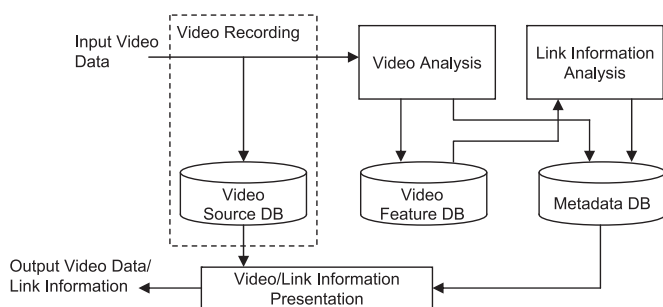 Input Video
Data
Video Recording
Video Analysis
Link Information
Analysis
Video
Source DB
Video
Feature DB
Metadata DB
Output Video Data/
Link Information
Video/Link Information
Presentation